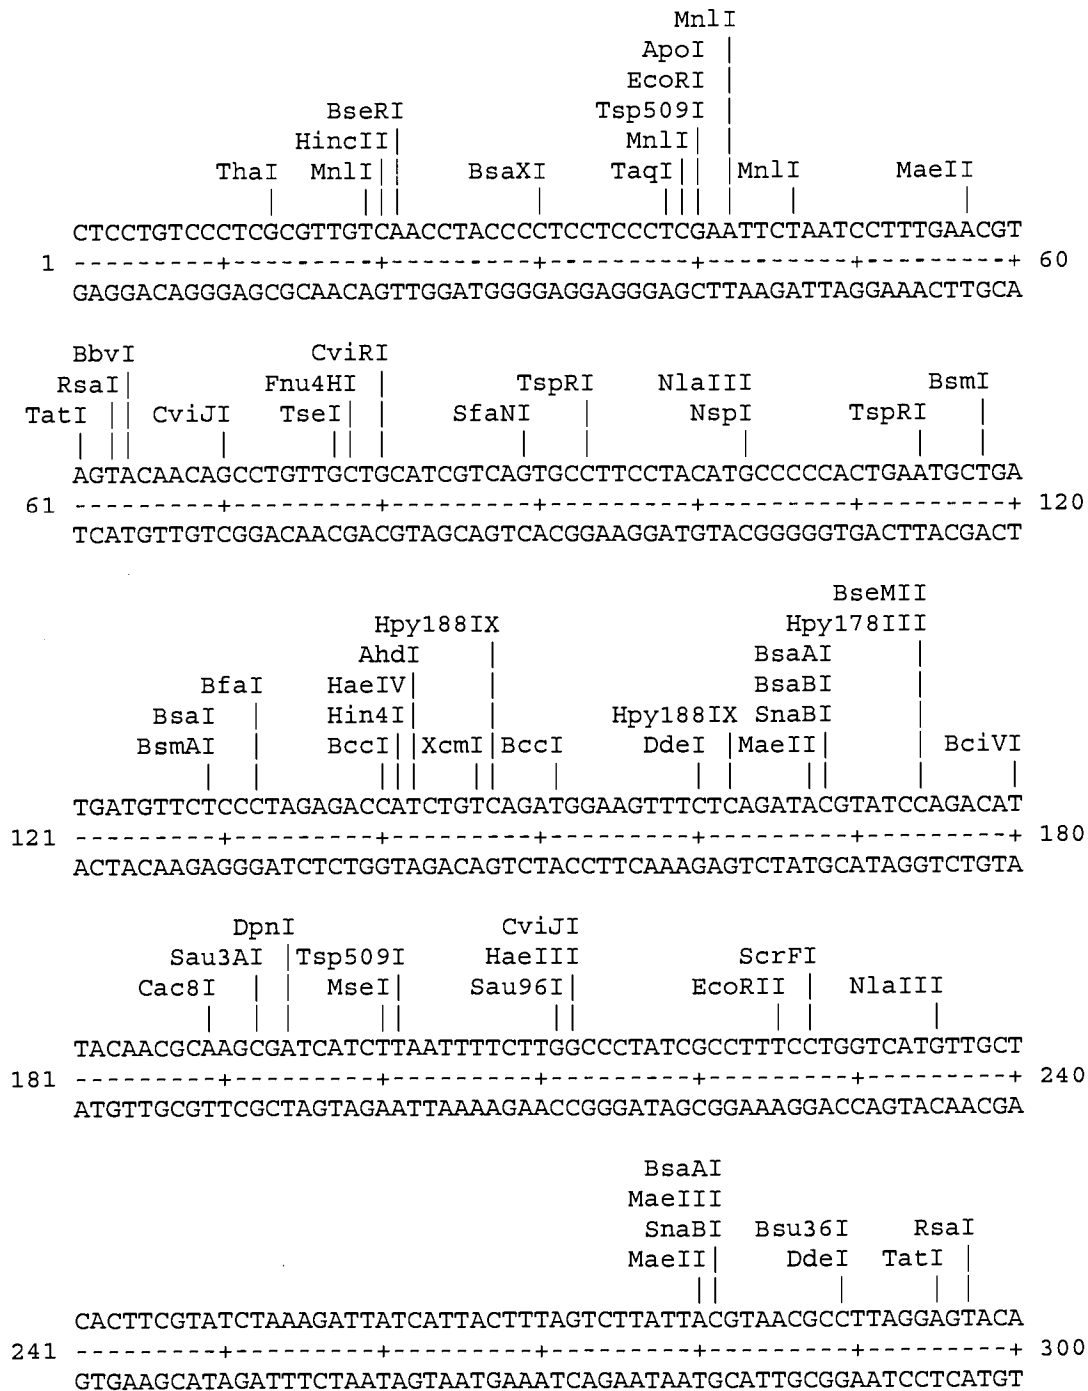 MnlI
ApoI |
EcoRI |
BseRI Tsp509I |
HincII| MnlI| |
ThaI MnlI|| BsaXI TaqI|| | MnlI MaeII
| ||| | ||| | | |
CTCCTGTCCCTCGCGTTGTCAACCTACCCCTCCTCCCTCGAATTCTAATCCTTTGAACGT
1 ---------+---------+---------+---------+---------+---------+ 60
GAGGACAGGGAGCGCAACAGTTGGATGGGGAGGAGGGAGCTTAAGATTAGGAAACTTGCA
BbvI CviRI
RsaI| Fnu4HI | TspRI NlaIII BsmI
TatI || CviJI TseI| | SfaNI | NspI TspRI |
| || | || | | | | | |
AGTACAACAGCCTGTTGCTGCATCGTCAGTGCCTTCCTACATGCCCCCACTGAATGCTGA
61 ---------+---------+---------+---------+---------+---------+ 120
TCATGTTGTCGGACAACGACGTAGCAGTCACGGAAGGATGTACGGGGGTGACTTACGACT
BseMII
Hpy188IX Hpy178III
AhdI | BsaAI |
BfaI HaeIV| | BsaBI |
BsaI | Hin4I| | Hpy188IX SnaBI |
BsmAI | BccI|| XcmI| BccI DdeI | MaeII| | BciVI
| | ||| || | | | || | |
TGATGTTCTCCCTAGAGACCATCTGTCAGATGGAAGTTTCTCAGATACGTATCCAGACAT
121 ---------+---------+---------+---------+---------+---------+ 180
ACTACAAGAGGGATCTCTGGTAGACAGTCTACCTTCAAAGAGTCTATGCATAGGTCTGTA
DpnI CviJI
Sau3AI |Tsp509I HaeIII ScrFI
Cac8I | | MseI| Sau96I| EcoRII | NlaIII
| | | || || | | |
TACAACGCAAGCGATCATCTTAATTTTCTTGGCCCTATCGCCTTTCCTGGTCATGTTGCT
181 ---------+---------+---------+---------+---------+---------+ 240
ATGTTGCGTTCGCTAGTAGAATTAAAAGAACCGGGATAGCGGAAAGGACCAGTACAACGA
BsaAI
MaeIII
SnaBI Bsu36I RsaI
MaeII| DdeI TatI |
|| | | |
CACTTCGTATCTAAAGATTATCATTACTTTAGTCTTATTACGTAACGCCTTAGGAGTACA
241 ---------+---------+---------+---------+---------+---------+ 300
GTGAAGCATAGATTTCTAATAGTAATGAAATCAGAATAATGCATTGCGGAATCCTCATGT